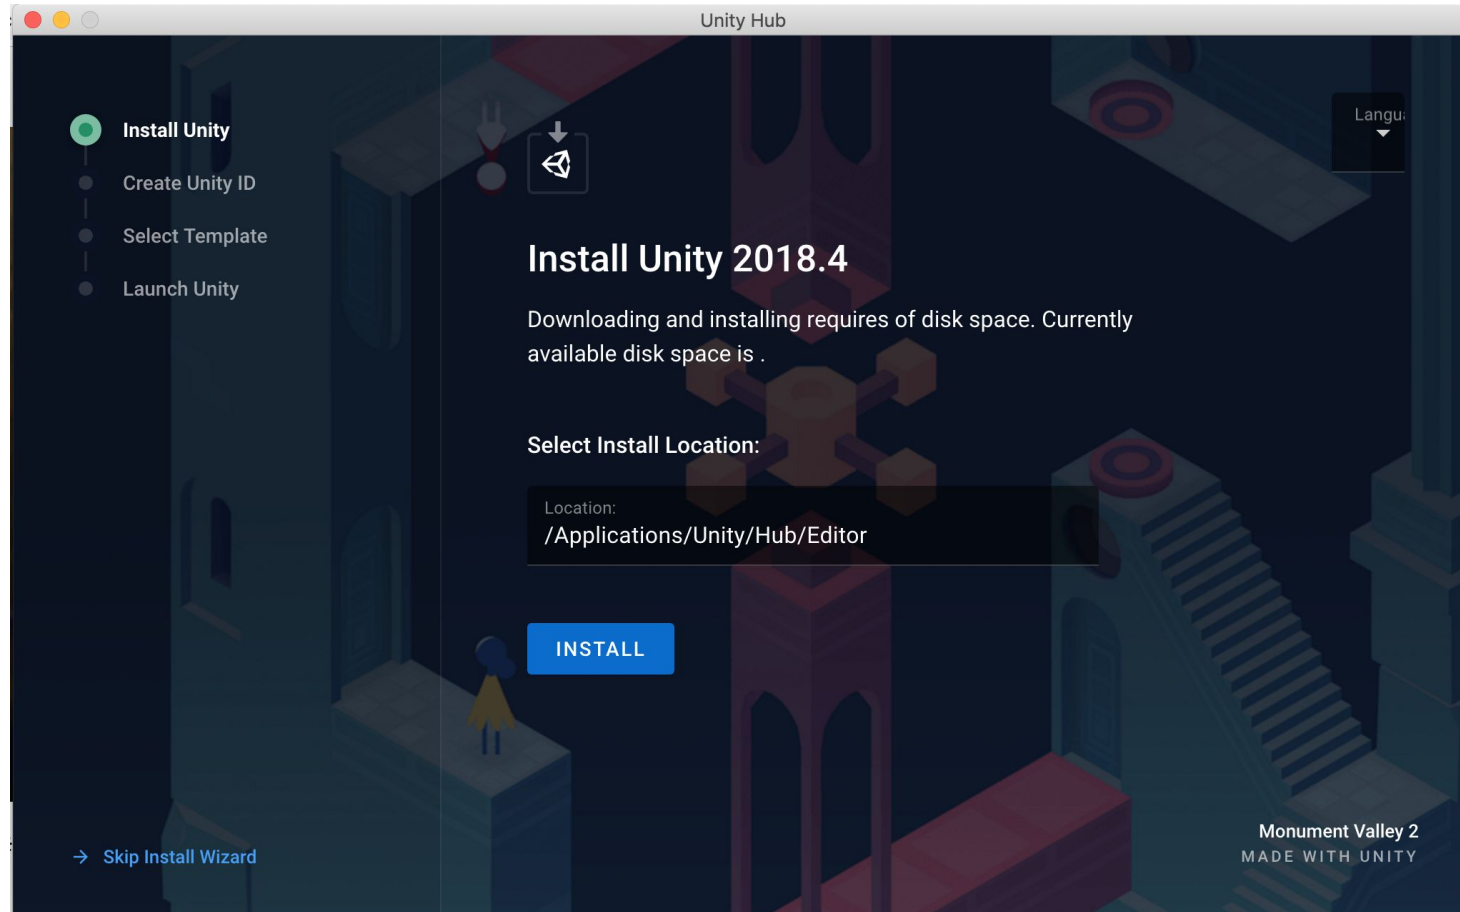 Unity Hub
Install Unity
Create Unity ID
Select Template
Launch Unity
Langu
Install Unity 2018.4
Downloading and installing requires of disk space. Currently
available disk space is .
Select Install Location:
Location:
/Applications/Unity/Hub/Editor
INSTALL
Skip Install Wizard
Monument Valley 2
MADE WITH UNITY